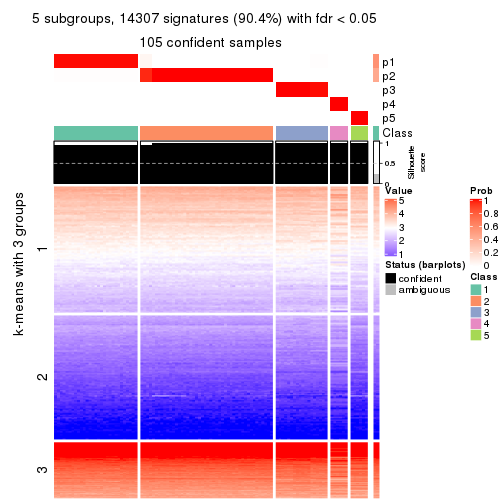 5 subgroups, 14307 signatures (90.4%) with fdr < 0.05
105 confident samples
p1
p2
p3
p4
p5
Class
1
0.5
0
Silhouette
score
k-means with 3 groups
1
2
3
Value
5
4
3
2
1
Status (barplots)
confident
ambiguous
Prob
1
0.8
0.6
0.4
0.2
0
Class
1
2
3
4
5